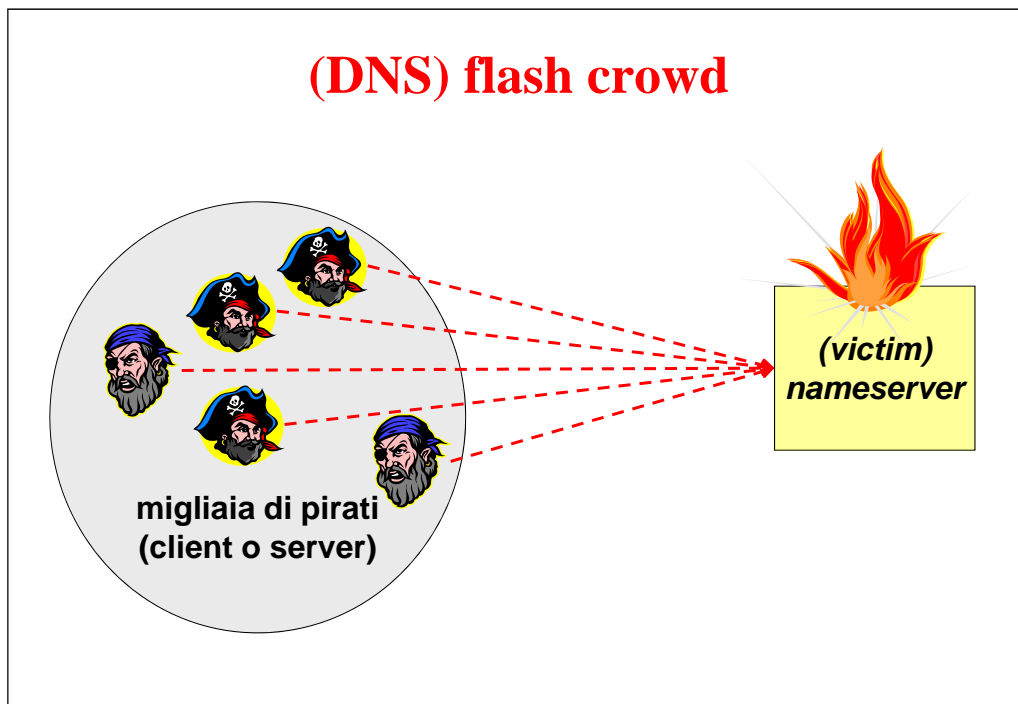 (DNS) flash crowd
(victim)
nameserver
migliaia di pirati
(client o server)